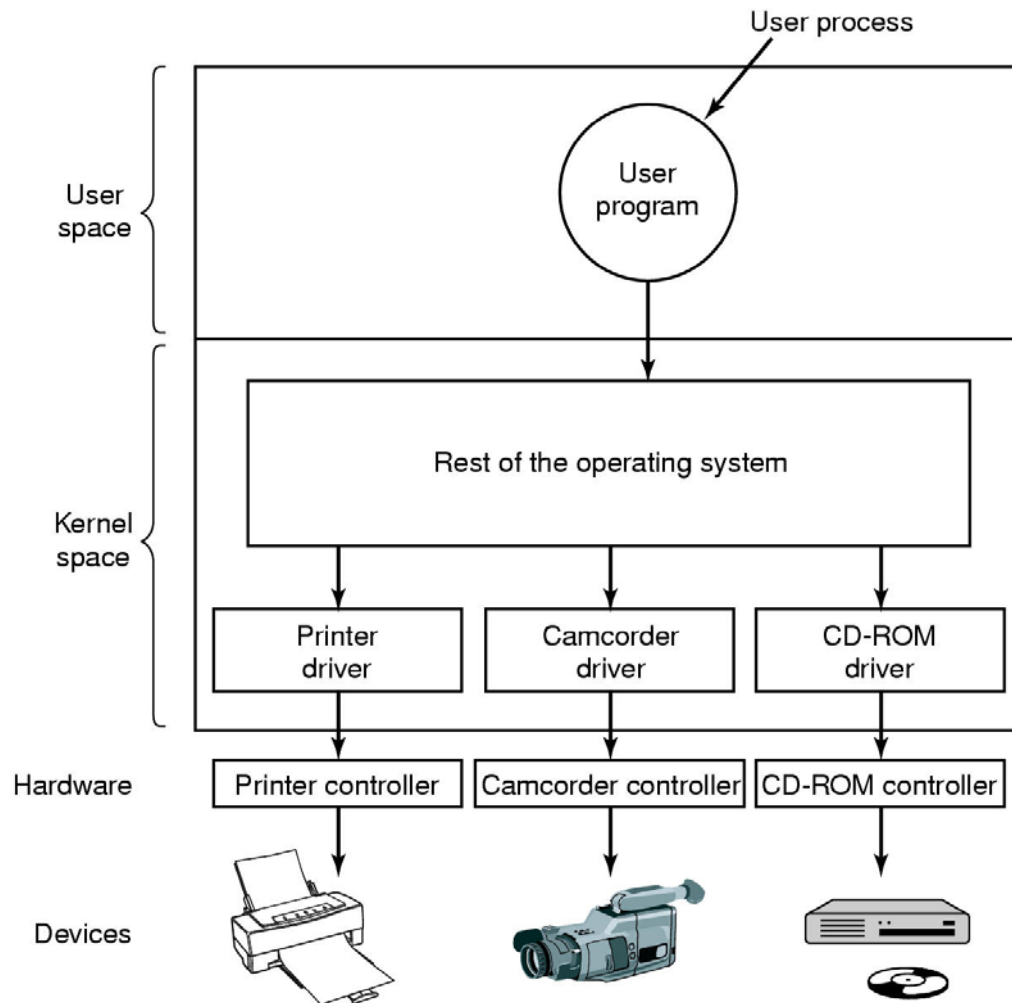 User process
User
program
User
space
Rest of the operating system
Kernel
space
Printer
driver
Camcorder
driver
CD-ROM
driver
Hardware
Printer controller
Camcorder controller
CD-ROM controller
Devices